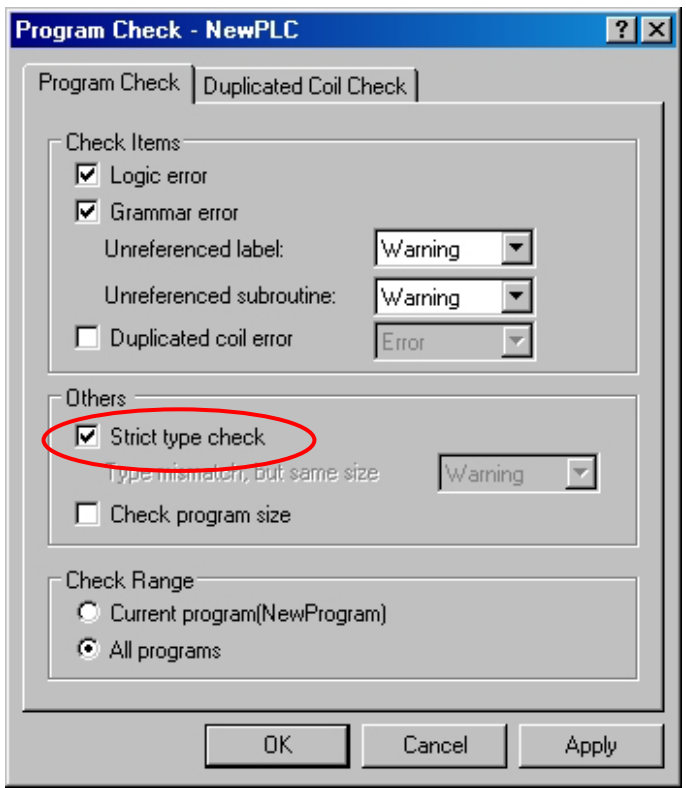 Program Check - NewPLC
Program Check Duplicated Coil Check
Check Items
Logic error
Grammar error
Unreferenced label: Warning
Unreferenced subroutine: Warning
Duplicated coil error Error
Others
Strict type check
Type mismatch, but same size Warning
Check program size
Check Range
Current program(NewProgram)
All programs
OK Cancel Apply